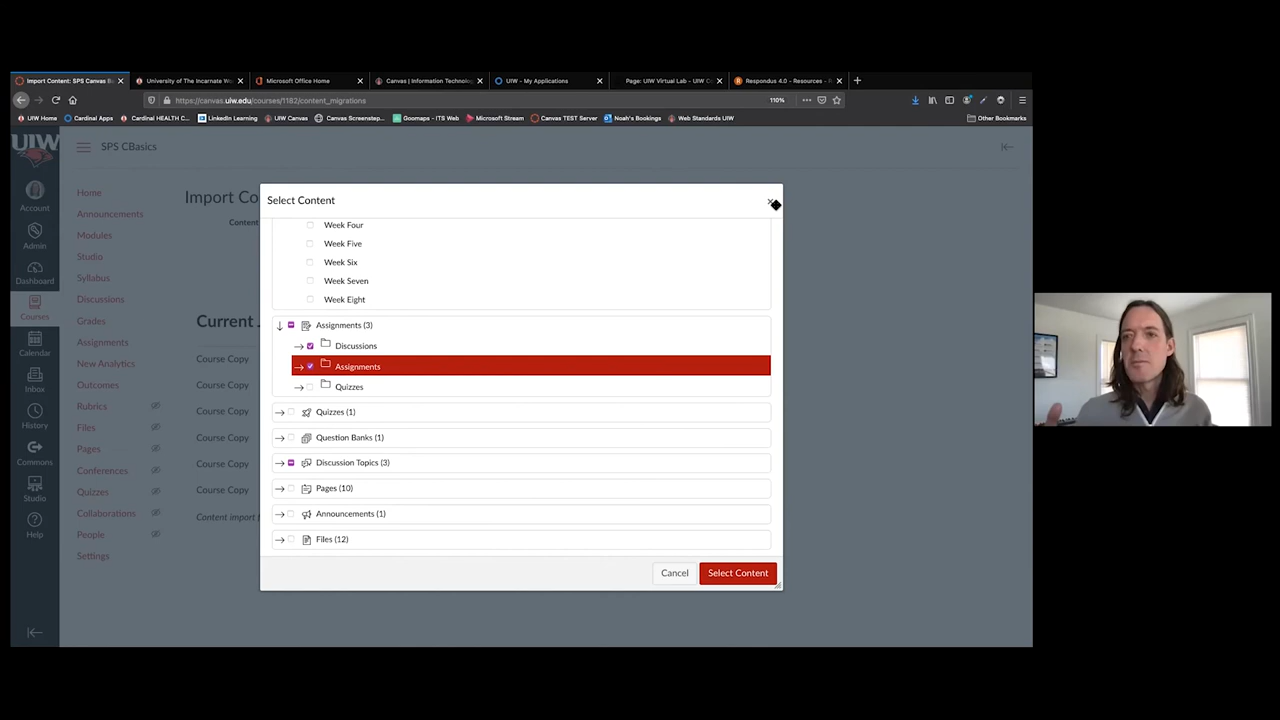 Import Content: SPS Canvas B
University of The Incarnate Wo
Microsoft Office Home
Canvas | Information Technolo
UIW - My Applications
Page: UIW Virtual Lab - UIW C
Respondus 4.0 - Resources - R
https://canvas.uiw.edu/courses/1182/content_migrations
110%
UIW Home
Cardinal Apps
Cardinal HEALTH C...
LinkedIn Learning
UIW Canvas
Canvas Screenstep...
Goomaps - ITS Web
Microsoft Stream
Canvas TEST Server
Noah's Bookings
Web Standards UIW
Other Bookmarks
UIW
Account
Admin
Dashboard
Courses
Calendar
Inbox
History
Commons
Studio
Help
SPS CBasics
Home
Announcements
Modules
Studio
Syllabus
Discussions
Grades
Assignments
New Analytics
Outcomes
Rubrics
Files
Pages
Conferences
Quizzes
Collaborations
People
Settings
Import Co
Content
Current
Course Copy
Course Copy
Course Copy
Course Copy
Course Copy
Course Copy
Content import
Select Content
Week Four
Week Five
Week Six
Week Seven
Week Eight
Assignments (3)
Discussions
Assignments
Quizzes
Quizzes (1)
Question Banks (1)
Discussion Topics (3)
Pages (10)
Announcements (1)
Files (12)
Cancel
Select Content